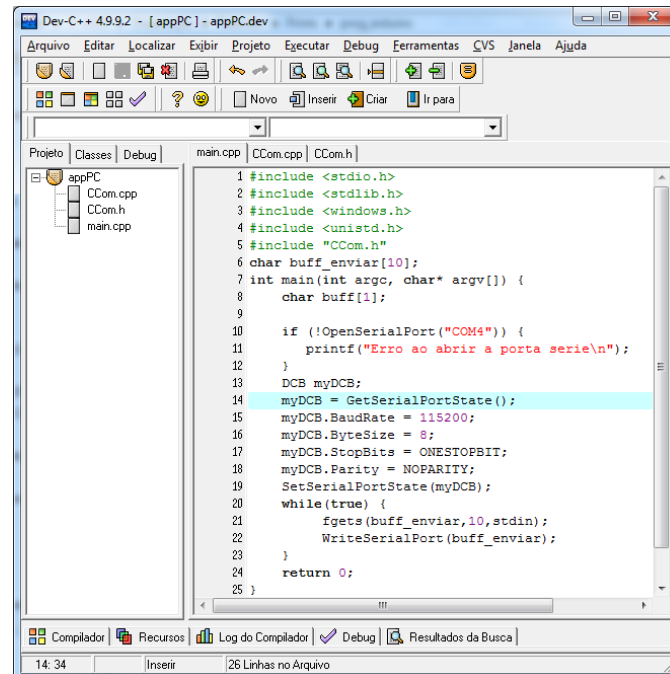 Dev-C++ 4.9.9.2 - [ appPC ] - appPC.dev
Arquivo Editar Localizar Exibir Projeto Executar Debug Ferramentas CVS Janela Ajuda
Novo Inserir Criar Ir para
Projeto Classes Debug main.cpp CCom.cpp CCom.h
appPC
CCom.cpp
CCom.h
main.cpp
1 #include <stdio.h>
2 #include <stdlib.h>
3 #include <windows.h>
4 #include <unistd.h>
5 #include "CCom.h"
6 char buff_enviar[10];
7 int main(int argc, char* argv[]) {
8     char buff[1];
9
10     if (!OpenSerialPort("COM4")) {
11        printf("Erro ao abrir a porta serie\n");
12     }
13     DCB myDCB;
14     myDCB = GetSerialPortState();
15     myDCB.BaudRate = 115200;
16     myDCB.ByteSize = 8;
17     myDCB.StopBits = ONESTOPBIT;
18     myDCB.Parity = NOPARITY;
19     SetSerialPortState(myDCB);
20     while(true) {
21          fgets(buff_enviar,10,stdin);
22          WriteSerialPort(buff_enviar);
23     }
24     return 0;
25 }
Compilador Recursos Log do Compilador Debug Resultados da Busca
14: 34 Inserir 26 Linhas no Arquivo